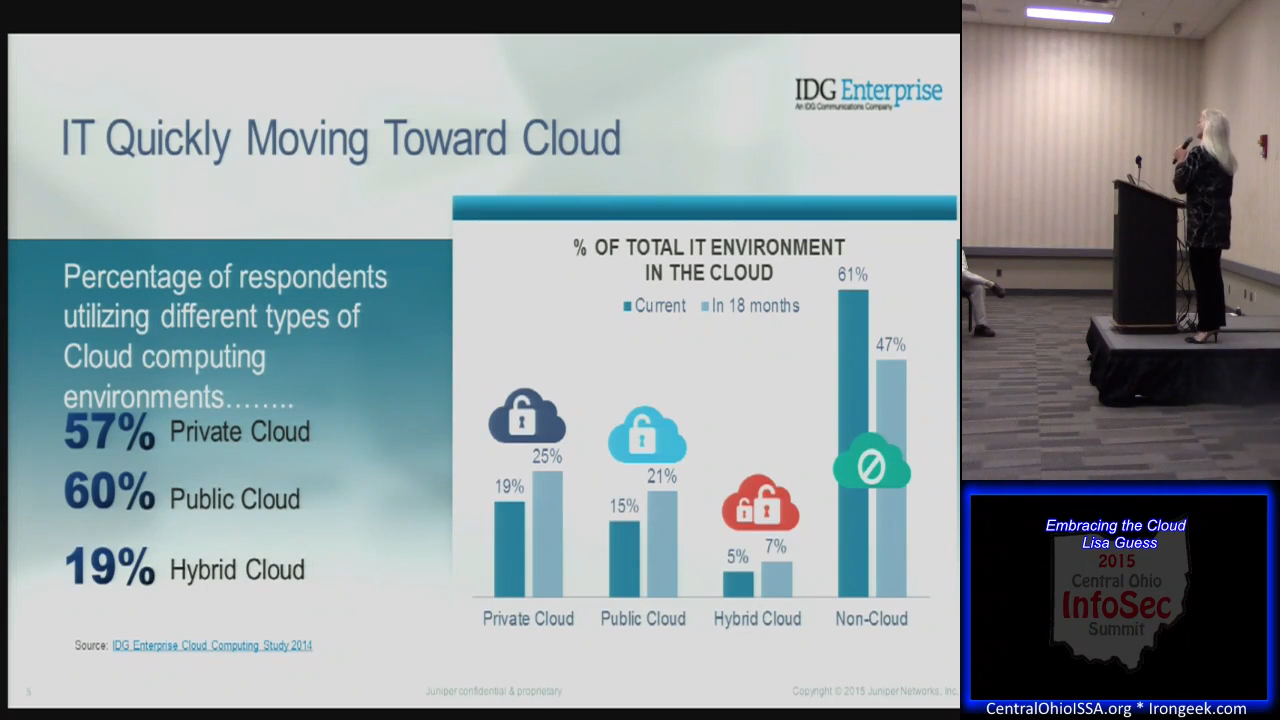 IDG Enterprise
An IDG Communications Company
IT Quickly Moving Toward Cloud
Percentage of respondents
utilizing different types of
Cloud computing
environments……..
57% Private Cloud
60% Public Cloud
19% Hybrid Cloud
Source: IDG Enterprise Cloud Computing Study 2014
% OF TOTAL IT ENVIRONMENT
IN THE CLOUD
Current In 18 months
19% 25%
15% 21%
5% 7%
61% 47%
Private Cloud Public Cloud Hybrid Cloud Non-Cloud
5
Juniper confidential & proprietary
Copyright © 2015 Juniper Networks, Inc.
Embracing the Cloud
Lisa Guess
2015
Central Ohio
InfoSec
Summit
CentralOhioISSA.org * Irongeek.com